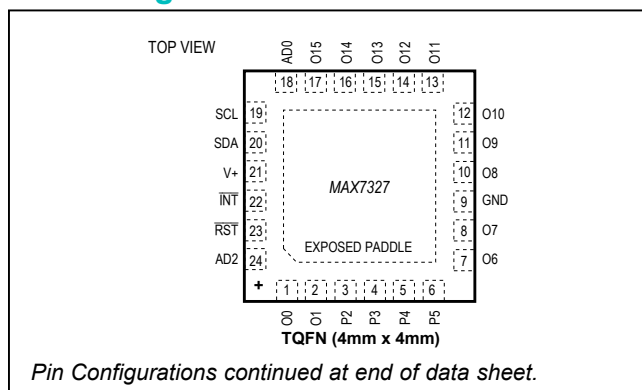 TOP VIEW
AD0 O15 O14 O13 O12 O11
18 17 16 15 14 13
SCL 19 12 O10
SDA 20 11 O9
V+ 21 10 O8
MAX7327
INT 22 9 GND
RST 23 8 O7
EXPOSED PADDLE
AD2 24 7 O6
+ 1 2 3 4 5 6
O0 O1 P2 P3 P4 P5
TQFN (4mm x 4mm)
Pin Configurations continued at end of data sheet.